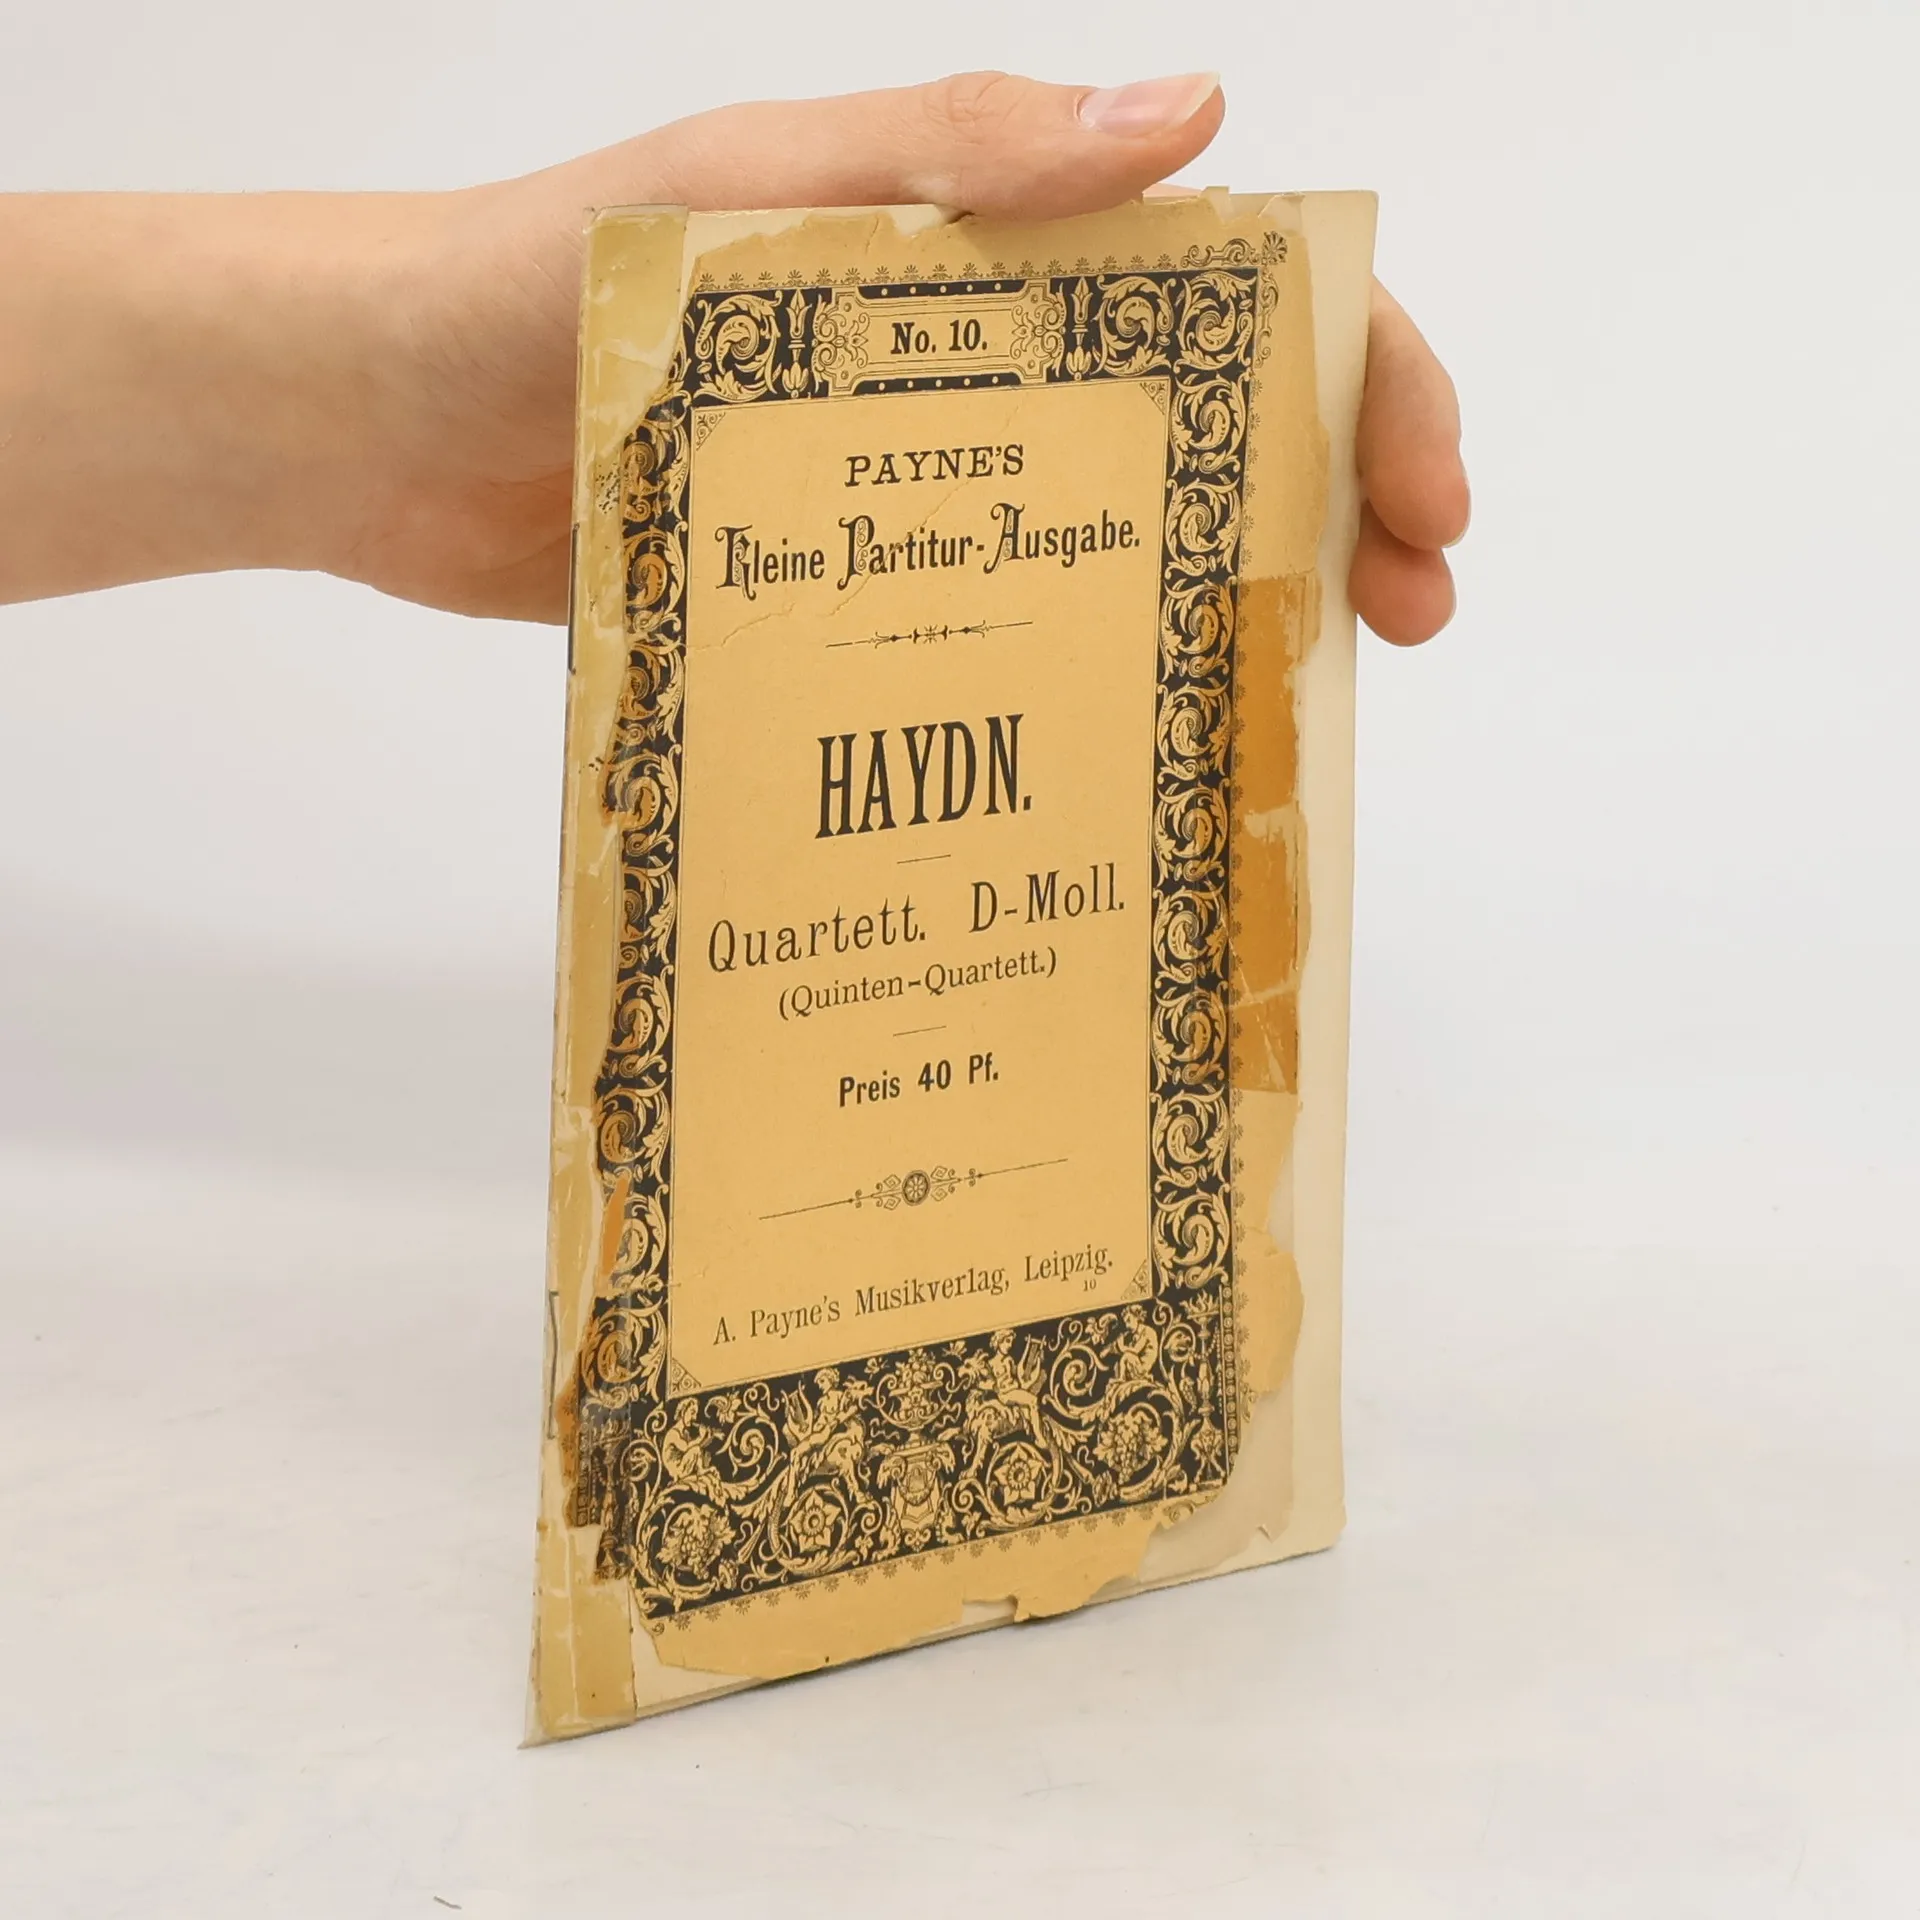 No. 10.
PAYNE'S
Kleine Partitur-Ausgabe.
HAYDN.
Quartett. D-Moll.
(Quinten-Quartett.)
Preis 40 Pf.
A. Payne's Musikverlag, Leipzig.
10